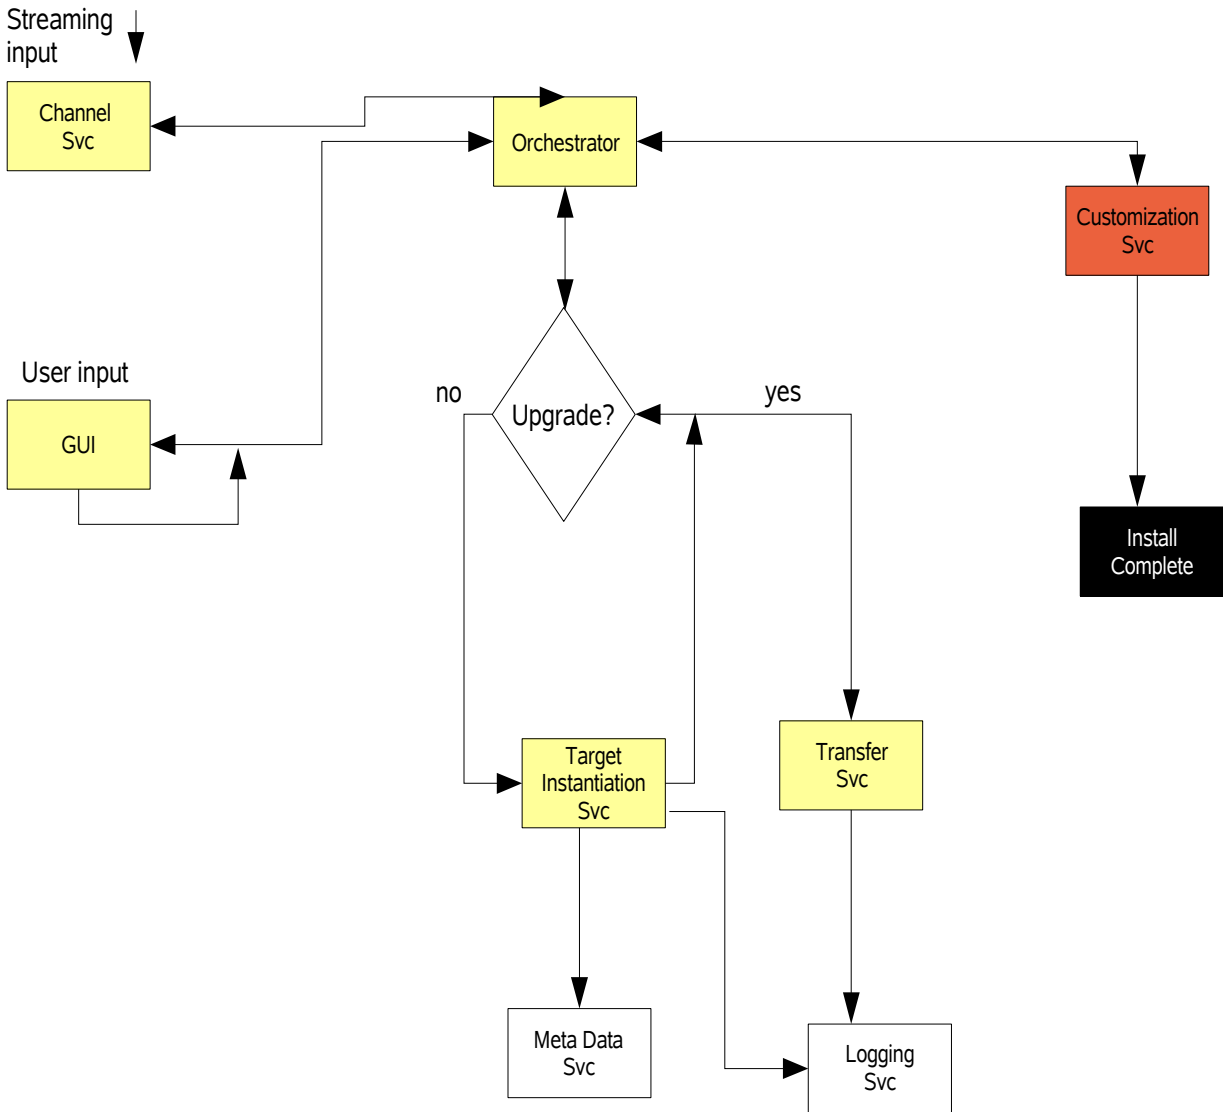 Streaming
input
Channel
Svc
Orchestrator
Customization
Svc
User input
GUI
no
Upgrade?
yes
Install
Complete
Target
Instantiation
Svc
Transfer
Svc
Meta Data
Svc
Logging
Svc